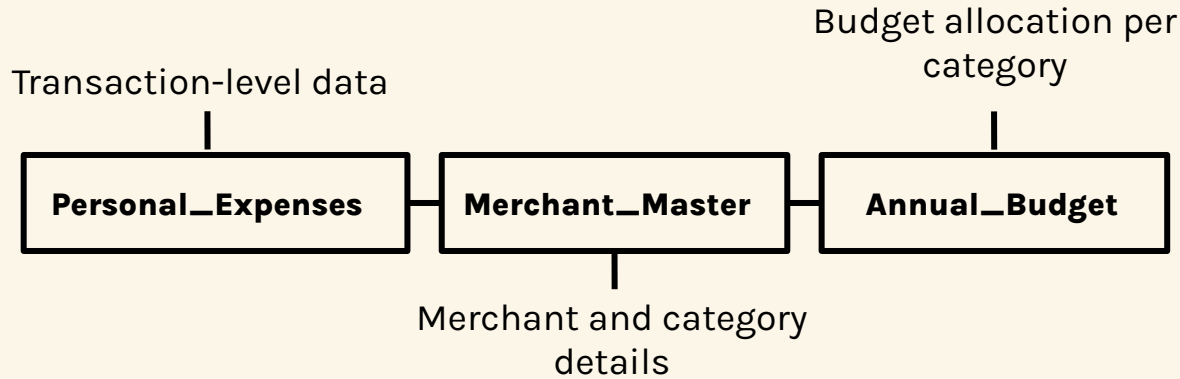 Budget allocation per
category
Transaction-level data
Personal_Expenses
Merchant_Master
Annual_Budget
Merchant and category
details